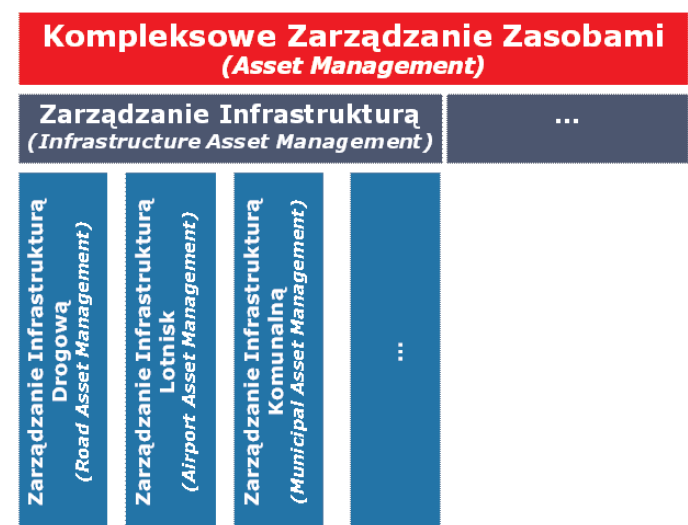 Kompleksowe Zarządzanie Zasobami
(Asset Management)
Zarządzanie Infrastrukturą
(Infrastructure Asset Management)
...
Zarządzanie Infrastrukturą
Drogową
(Road Asset Management)
Zarządzanie Infrastrukturą
Lotnisk
(Airport Asset Management)
Zarządzanie Infrastrukturą
Komunalną
(Municipal Asset Management)
...